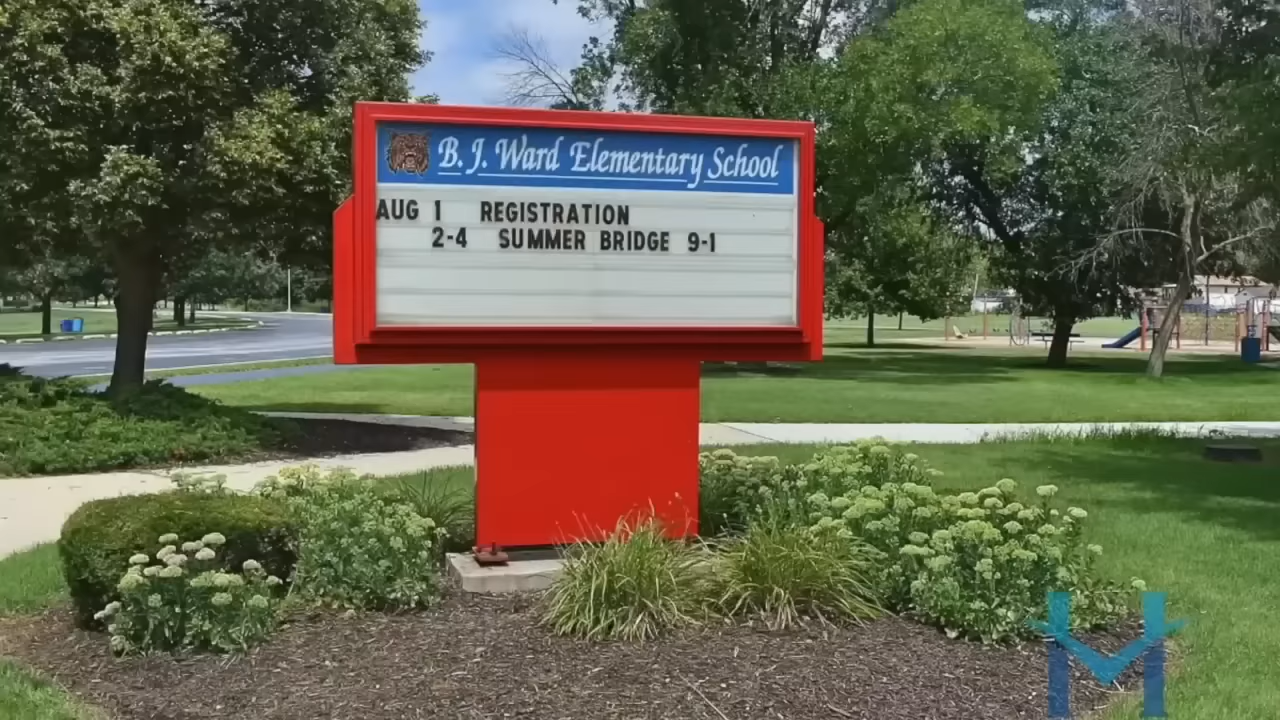 B. J. Ward Elementary School
AUG 1 REGISTRATION
2-4 SUMMER BRIDGE 9-1